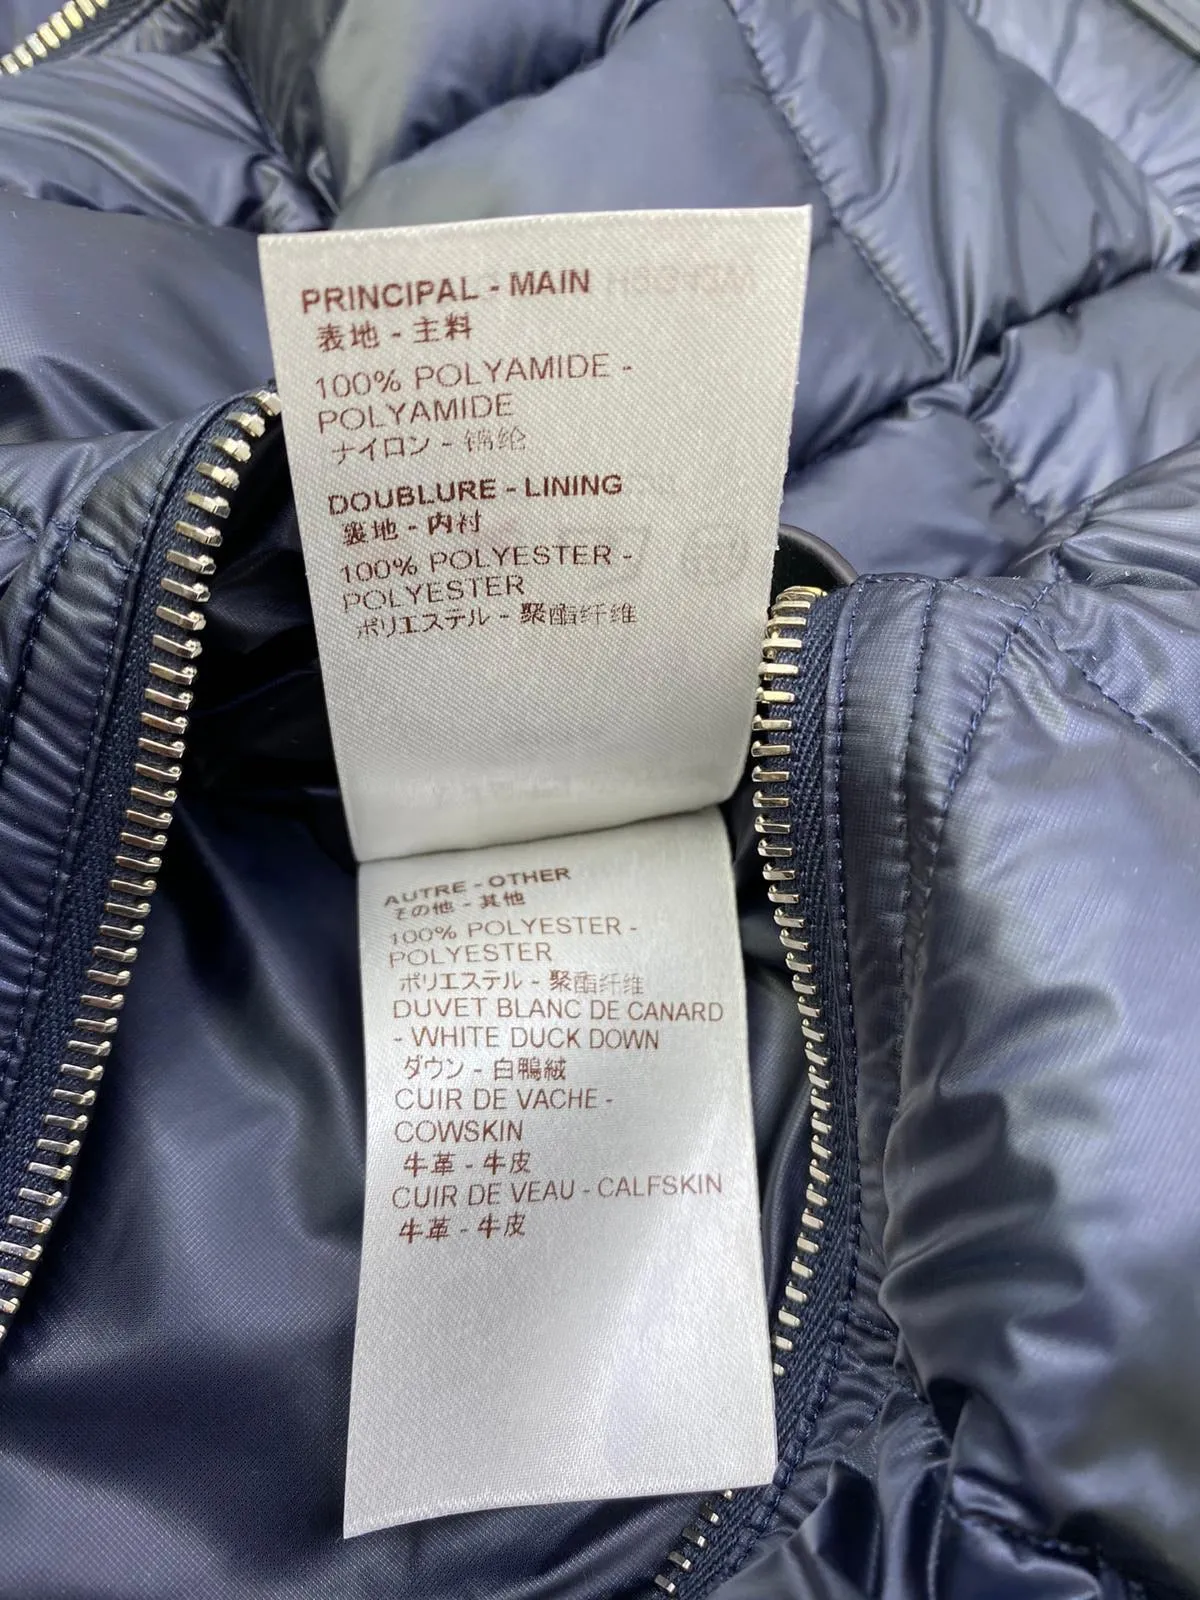 PRINCIPAL - MAIN
表地 - 主料
100% POLYAMIDE -
POLYAMIDE
ナイロン - 锦纶
DOUBLURE - LINING
裏地 - 内衬
100% POLYESTER -
POLYESTER
ポリエステル - 聚酯纤维
AUTRE - OTHER
その他 - 其他
100% POLYESTER -
POLYESTER
ポリエステル - 聚酯纤维
DUVET BLANC DE CANARD
- WHITE DUCK DOWN
ダウン - 白鴨絨
CUIR DE VACHE -
COWSKIN
牛革 - 牛皮
CUIR DE VEAU - CALFSKIN
牛革 - 牛皮